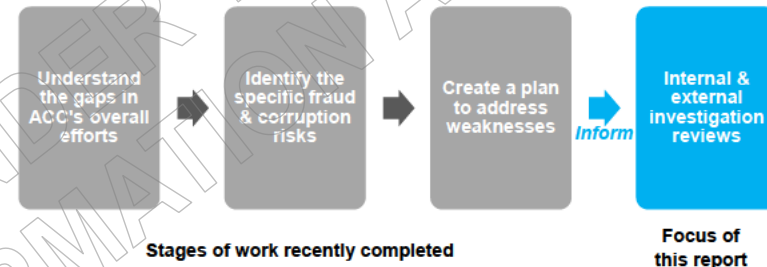 Understand
the gaps in
ACC's overall
efforts
Identify the
specific fraud
& corruption
risks
Create a plan
to address
weaknesses
Inform
Internal &
external
investigation
reviews
Stages of work recently completed
Focus of
this report